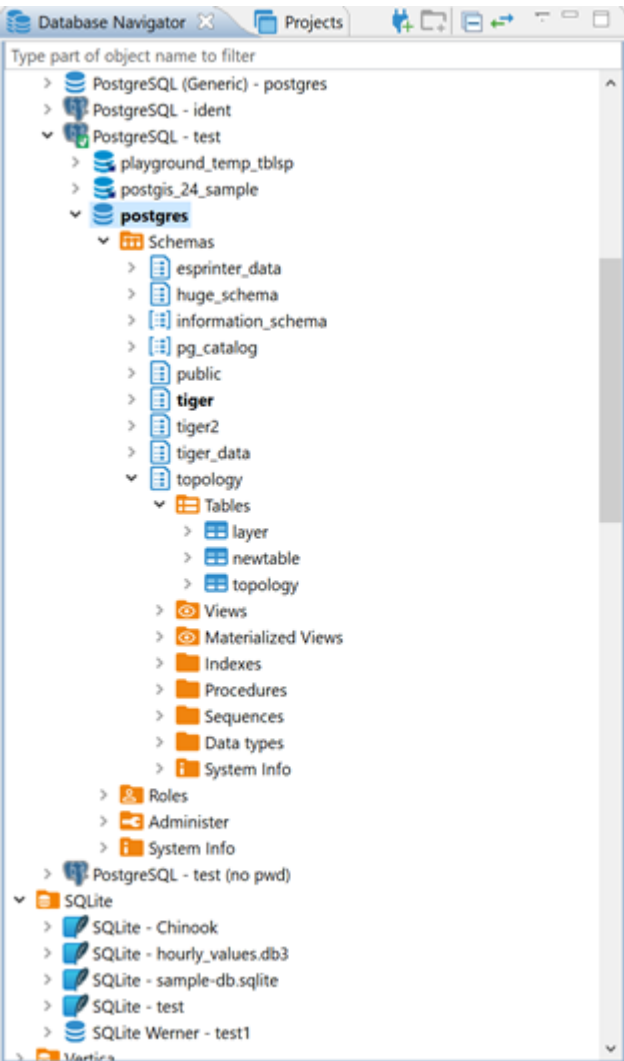 Database Navigator Projects
Type part of object name to filter
PostgreSQL (Generic) - postgres
PostgreSQL - ident
PostgreSQL - test
playground_temp_tblsp
postgis_24_sample
postgres
Schemas
esprinter_data
huge_schema
information_schema
pg_catalog
public
tiger
tiger2
tiger_data
topology
Tables
layer
newtable
topology
Views
Materialized Views
Indexes
Procedures
Sequences
Data types
System Info
Roles
Administer
System Info
PostgreSQL - test (no pwd)
SQLite
SQLite - Chinook
SQLite - hourly_values.db3
SQLite - sample-db.sqlite
SQLite - test
SQLite Werner - test1
Vertica